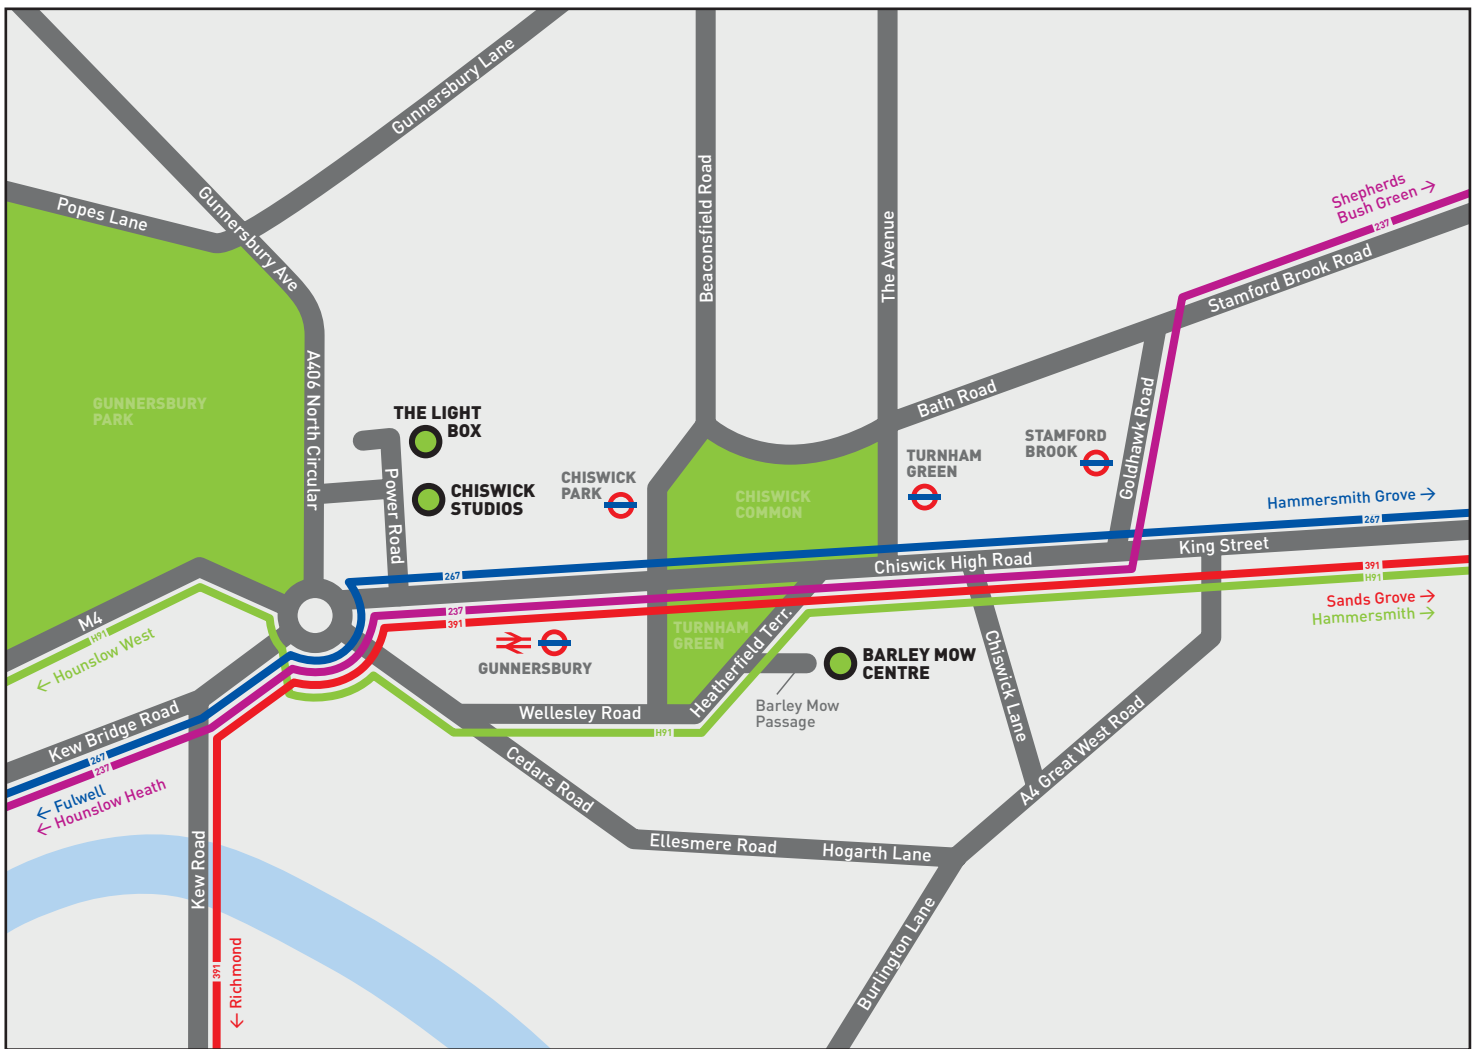 Gunnersbury Lane
Popes Lane
Gunnersbury Ave
Beaconsfield Road
The Avenue
Shepherds
Bush Green →
237
Stamford Brook Road
A406 North Circular
GUNNERSBURY
PARK
THE LIGHT
BOX
CHISWICK
STUDIOS
Power Road
CHISWICK
PARK
CHISWICK
COMMON
Bath Road
TURNHAM
GREEN
STAMFORD
BROOK
Goldhawk Road
Hammersmith Grove →
267
King Street
Chiswick High Road
267
237
391
391
H91
Sands Grove →
Hammersmith →
M4
H91
← Hounslow West
GUNNERSBURY
TURNHAM
GREEN
Heatherfield Terr.
BARLEY MOW
CENTRE
Barley Mow
Passage
Chiswick Lane
Wellesley Road
H91
Kew Bridge Road
267
237
← Fulwell
← Hounslow Heath
Cedars Road
A4 Great West Road
Ellesmere Road
Hogarth Lane
Kew Road
391
← Richmond
Burlington Lane